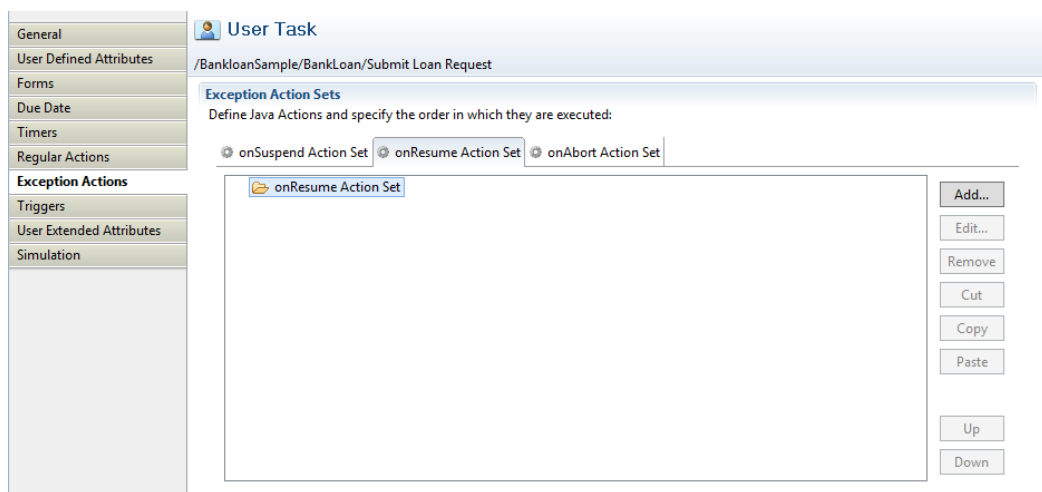 General
User Defined Attributes
Forms
Due Date
Timers
Regular Actions
Exception Actions
Triggers
User Extended Attributes
Simulation
User Task
/BankloanSample/BankLoan/Submit Loan Request
Exception Action Sets
Define Java Actions and specify the order in which they are executed:
onSuspend Action Set onResume Action Set onAbort Action Set
onResume Action Set
Add...
Edit...
Remove
Cut
Copy
Paste
Up
Down